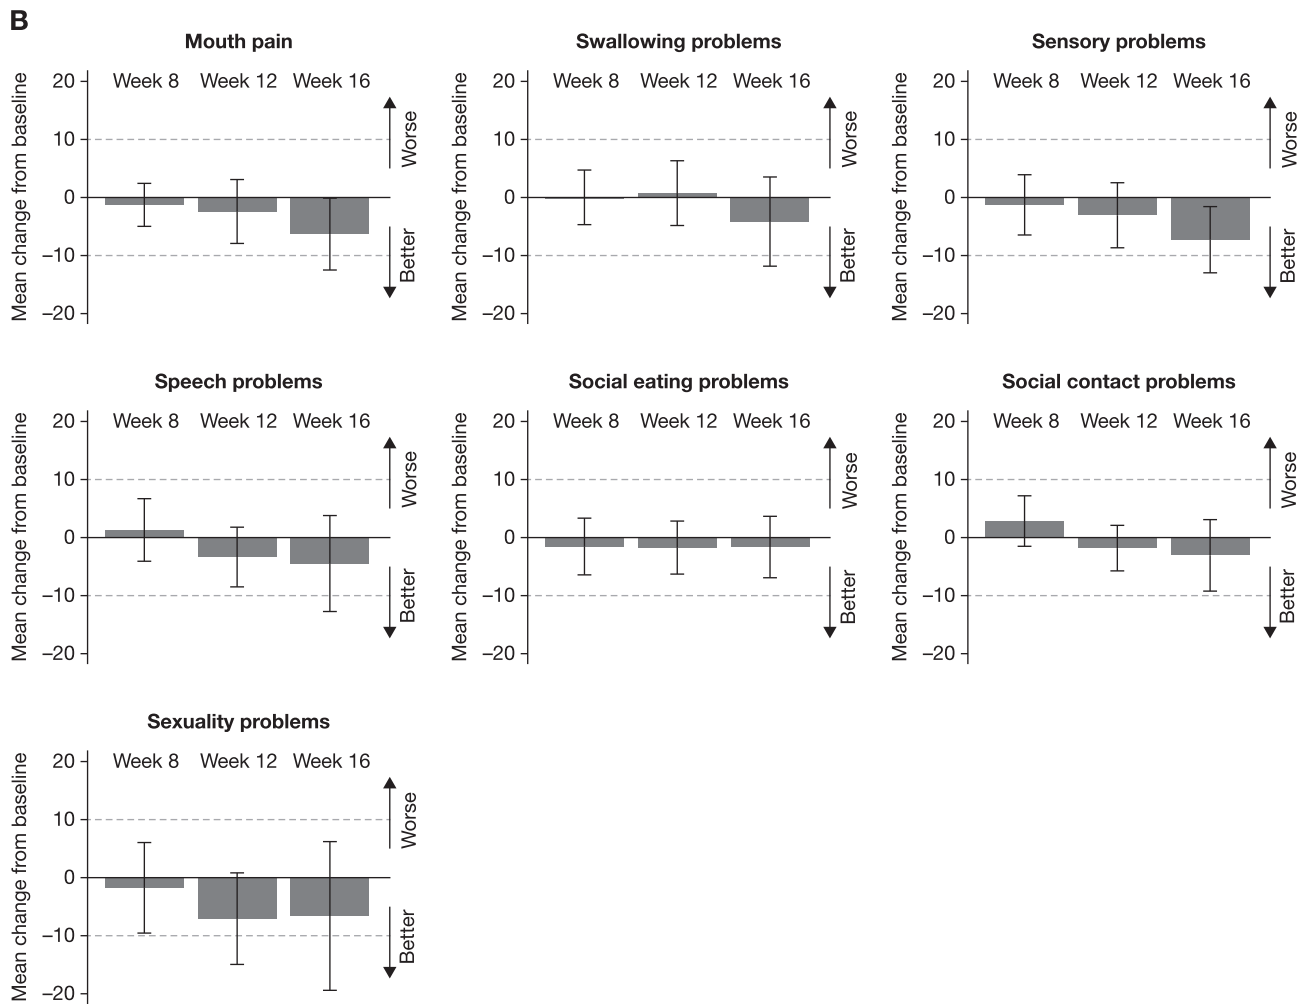 B
Mouth pain
Mean change from baseline
20
10
0
–10
–20
Week 8 Week 12 Week 16
Worse
Better
Swallowing problems
Mean change from baseline
20
10
0
–10
–20
Week 8 Week 12 Week 16
Worse
Better
Sensory problems
Mean change from baseline
20
10
0
–10
–20
Week 8 Week 12 Week 16
Worse
Better
Speech problems
Mean change from baseline
20
10
0
–10
–20
Week 8 Week 12 Week 16
Worse
Better
Social eating problems
Mean change from baseline
20
10
0
–10
–20
Week 8 Week 12 Week 16
Worse
Better
Social contact problems
Mean change from baseline
20
10
0
–10
–20
Week 8 Week 12 Week 16
Worse
Better
Sexuality problems
Mean change from baseline
20
10
0
–10
–20
Week 8 Week 12 Week 16
Worse
Better